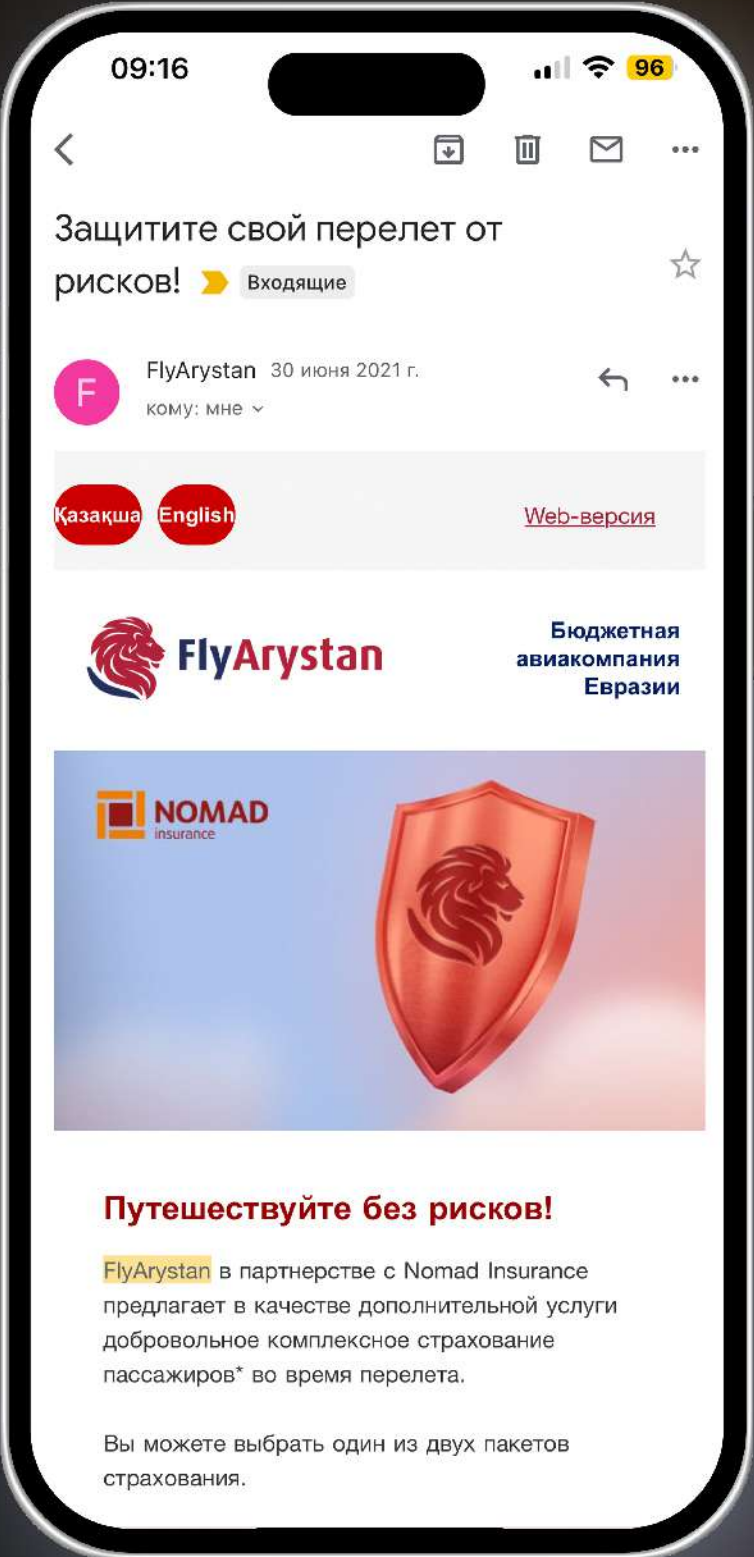 09:16
96
Защитите свой перелет от
рисков! Входящие
F
FlyArystan 30 июня 2021 г.
кому: мне
Қазақша English Web-версия
FlyArystan
Бюджетная
авиакомпания
Евразии
NOMAD
insurance
Путешествуйте без рисков!
FlyArystan в партнерстве с Nomad Insurance
предлагает в качестве дополнительной услуги
добровольное комплексное страхование
пассажиров* во время перелета.
Вы можете выбрать один из двух пакетов
страхования.